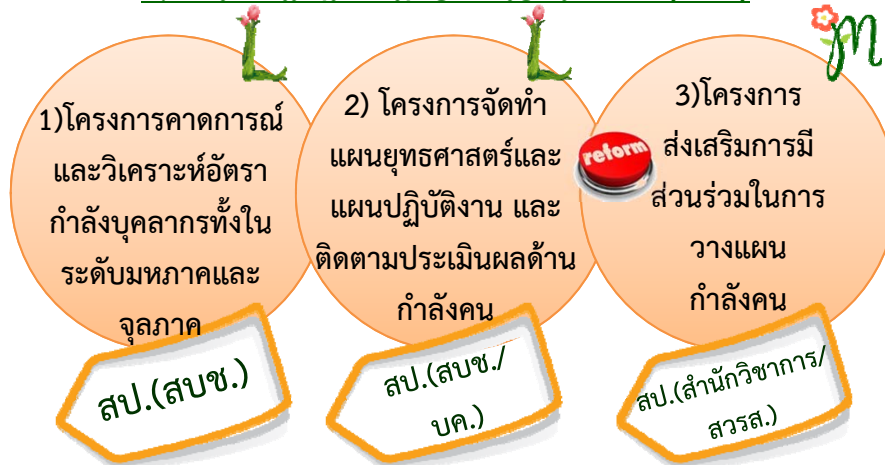 1)โครงการคาดการณ์
และวิเคราะห์อัตรา
กำลังบุคลากรทั้งใน
ระดับมหภาคและ
จุลภาค
สป.(สบช.)
2) โครงการจัดทำ
แผนยุทธศาสตร์และ
แผนปฏิบัติงาน และ
ติดตามประเมินผลด้าน
กำลังคน
สป.(สบช./
บค.)
3)โครงการ
ส่งเสริมการมี
ส่วนร่วมในการ
วางแผน
กำลังคน
reform
สป.(สำนักวิชาการ/
สวรส.)
L
L
M